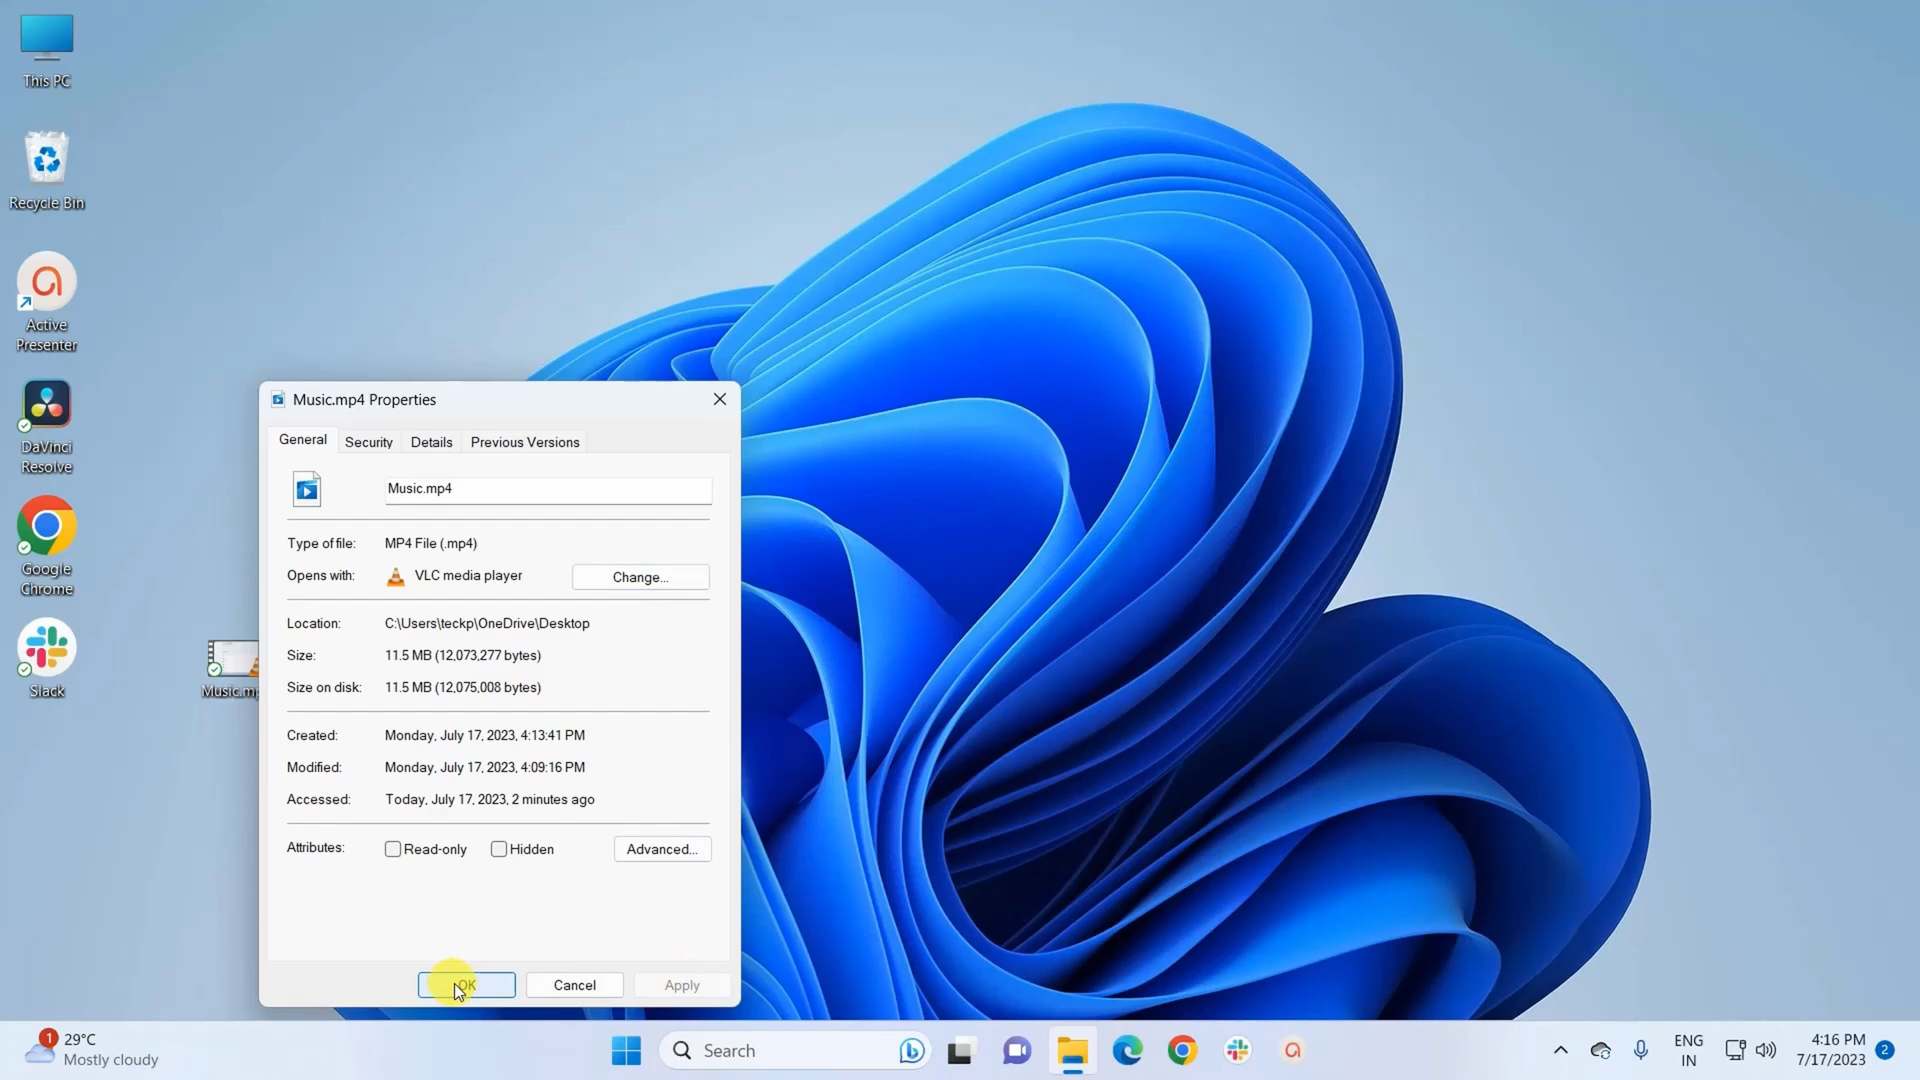 This PC
Recycle Bin
Active
Presenter
DaVinci
Resolve
Google
Chrome
Slack
Music.mp
Music.mp4 Properties
General Security Details Previous Versions
Music.mp4
Type of file: MP4 File (.mp4)
Opens with: VLC media player Change...
Location: C:\Users\teckp\OneDrive\Desktop
Size: 11.5 MB (12,073,277 bytes)
Size on disk: 11.5 MB (12,075,008 bytes)
Created: Monday, July 17, 2023, 4:13:41 PM
Modified: Monday, July 17, 2023, 4:09:16 PM
Accessed: Today, July 17, 2023, 2 minutes ago
Attributes: Read-only Hidden Advanced...
OK Cancel Apply
1 29°C
Mostly cloudy
Search
ENG
IN
4:16 PM
7/17/2023 2